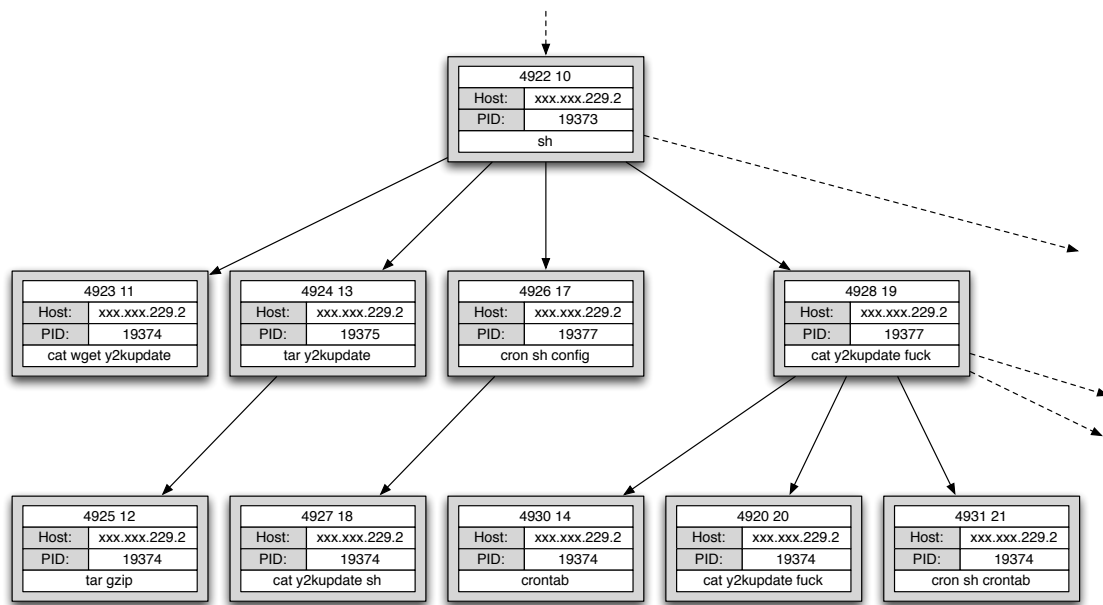 4922 10
Host: xxx.xxx.229.2
PID: 19373
sh
4923 11
Host: xxx.xxx.229.2
PID: 19374
cat wget y2kupdate
4924 13
Host: xxx.xxx.229.2
PID: 19375
tar y2kupdate
4926 17
Host: xxx.xxx.229.2
PID: 19377
cron sh config
4928 19
Host: xxx.xxx.229.2
PID: 19377
cat y2kupdate fuck
4925 12
Host: xxx.xxx.229.2
PID: 19374
tar gzip
4927 18
Host: xxx.xxx.229.2
PID: 19374
cat y2kupdate sh
4930 14
Host: xxx.xxx.229.2
PID: 19374
crontab
4920 20
Host: xxx.xxx.229.2
PID: 19374
cat y2kupdate fuck
4931 21
Host: xxx.xxx.229.2
PID: 19374
cron sh crontab